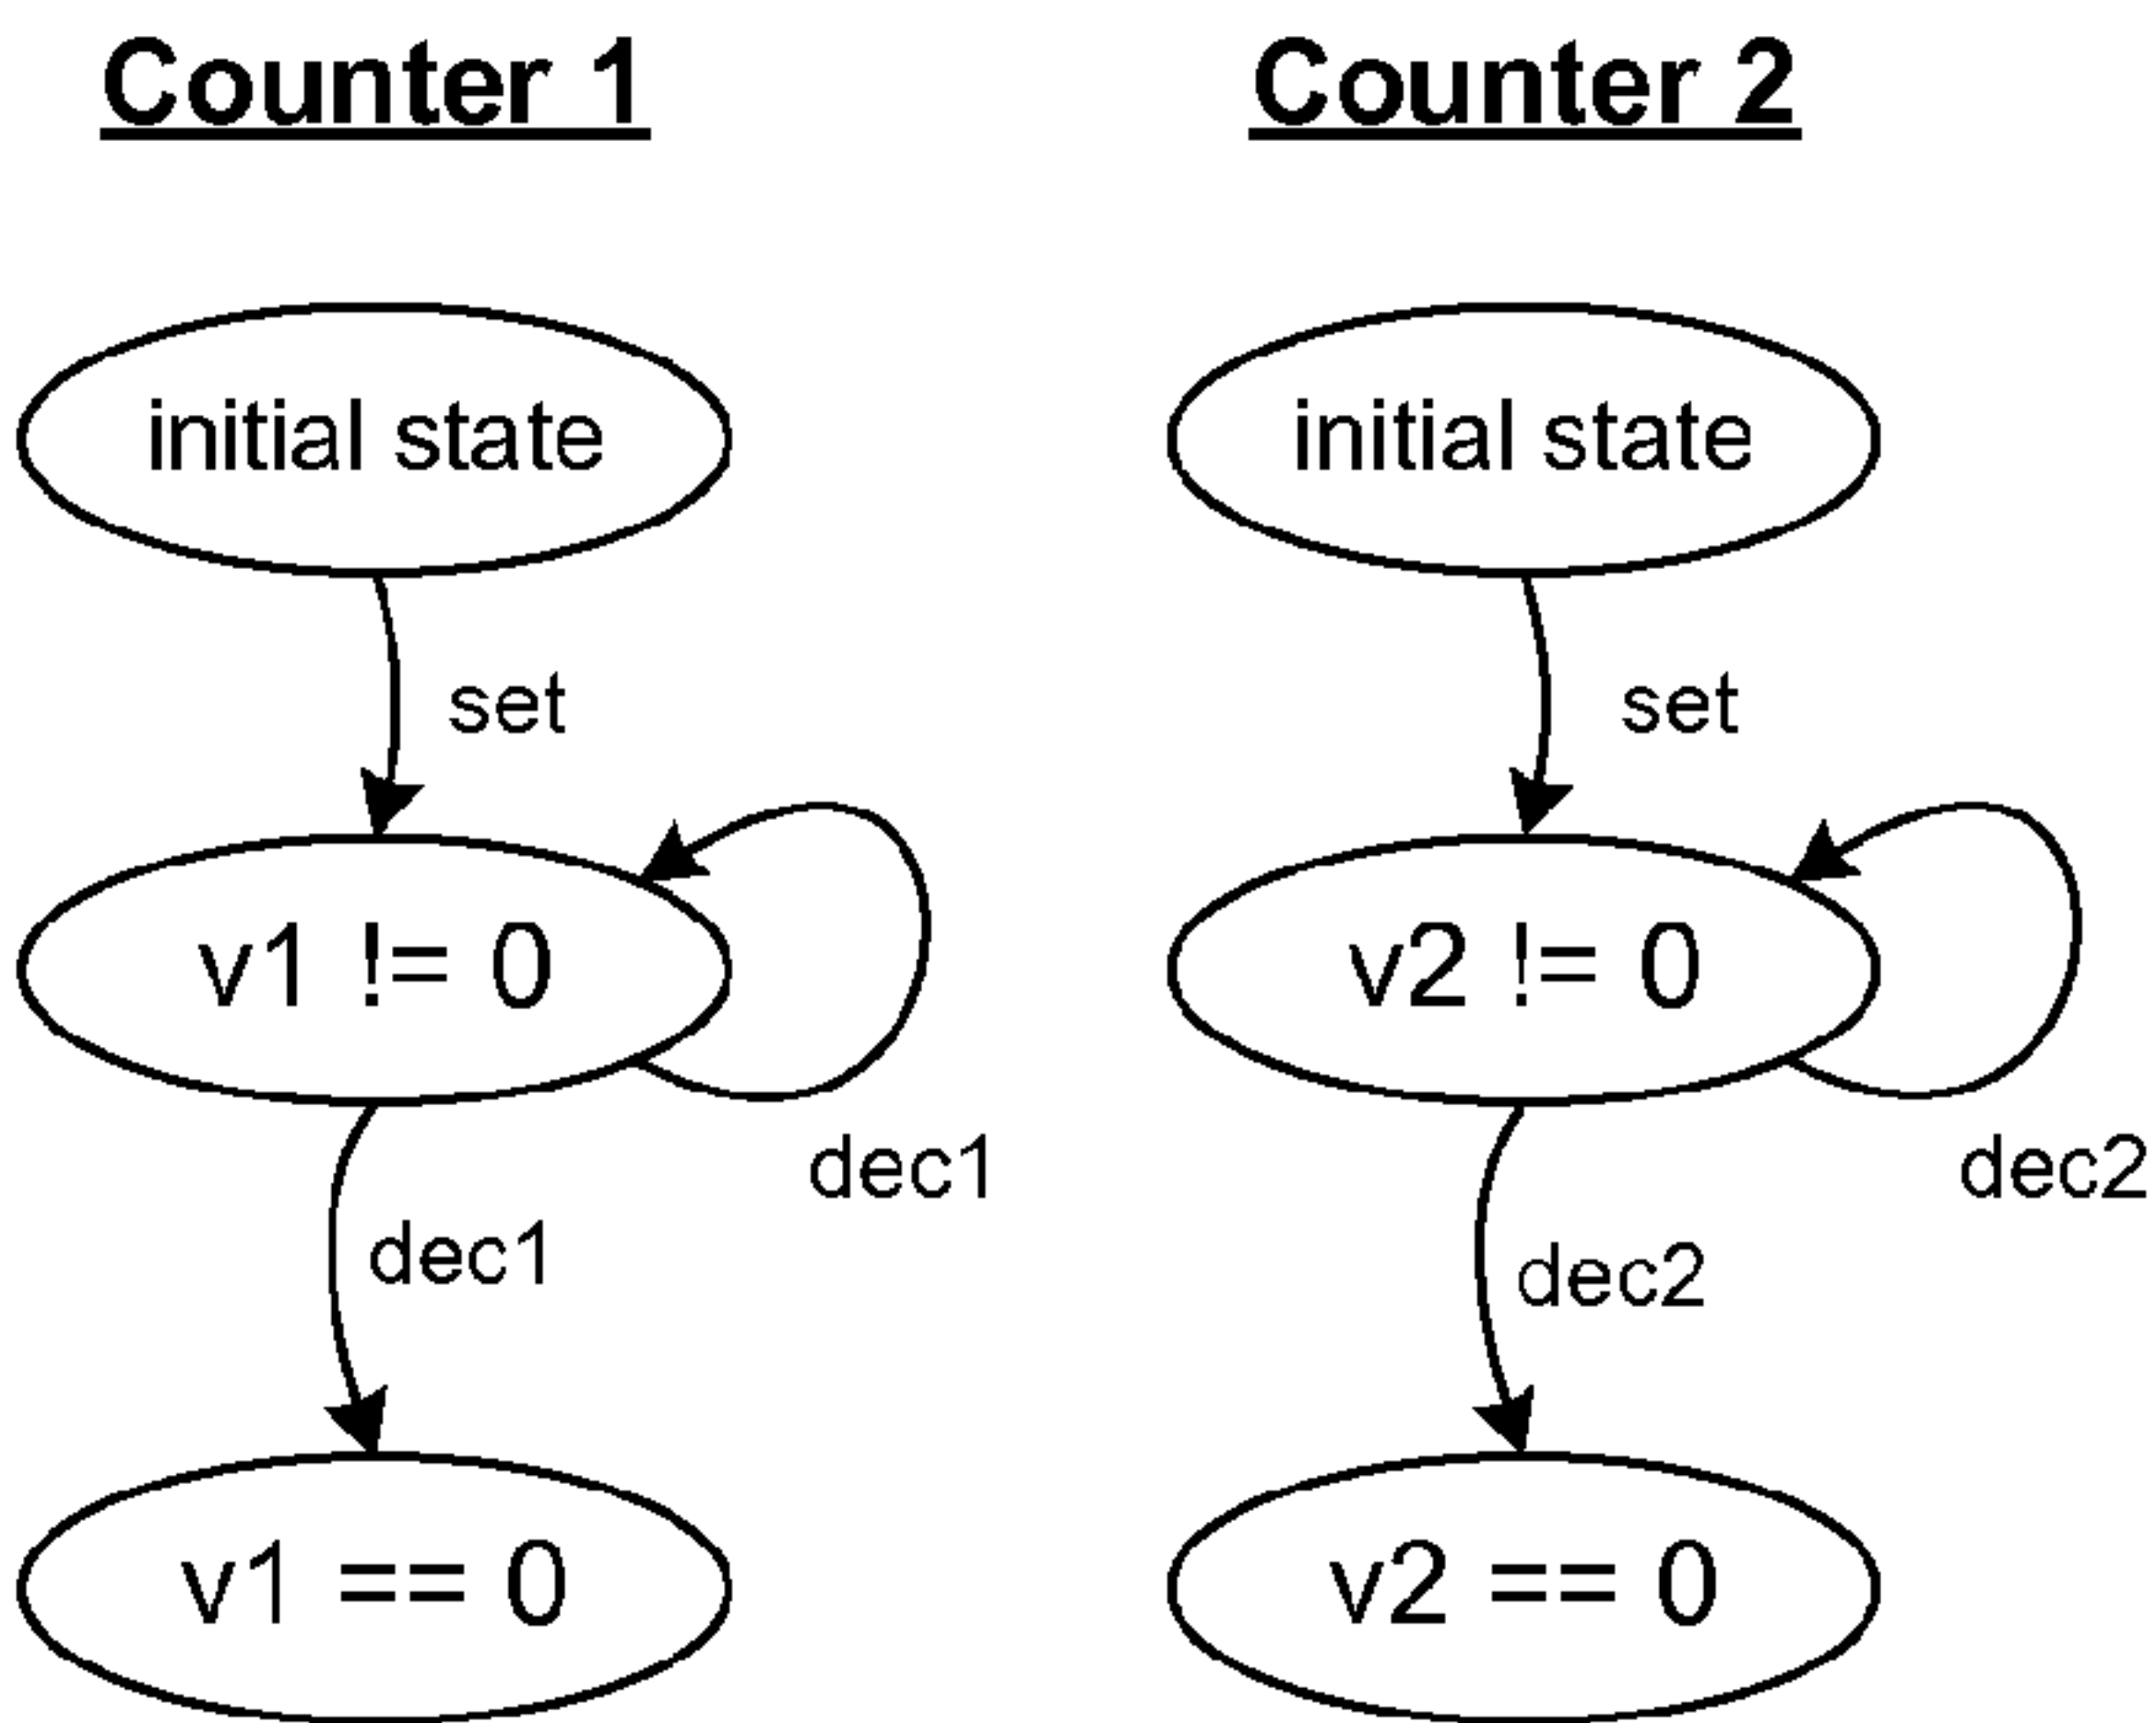 Counter 1
initial state
set
v1 != 0
dec1
dec1
v1 == 0
Counter 2
initial state
set
v2 != 0
dec2
dec2
v2 == 0